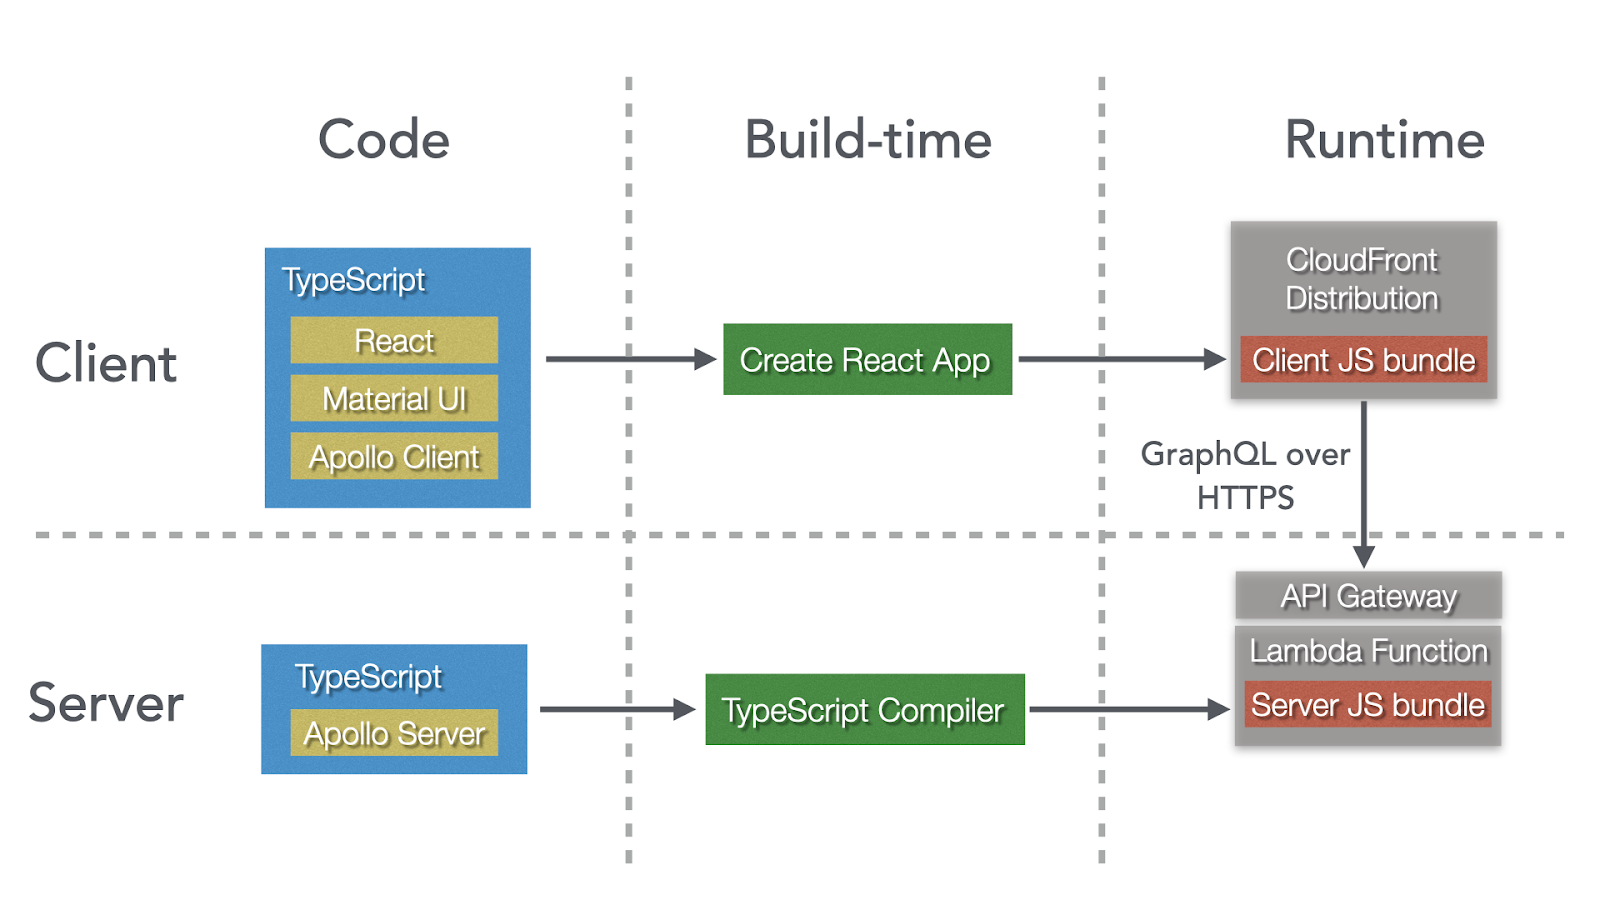 Code
Build-time
Runtime
Client
TypeScript
React
Material UI
Apollo Client
Create React App
CloudFront
Distribution
Client JS bundle
GraphQL over
HTTPS
Server
TypeScript
Apollo Server
TypeScript Compiler
API Gateway
Lambda Function
Server JS bundle